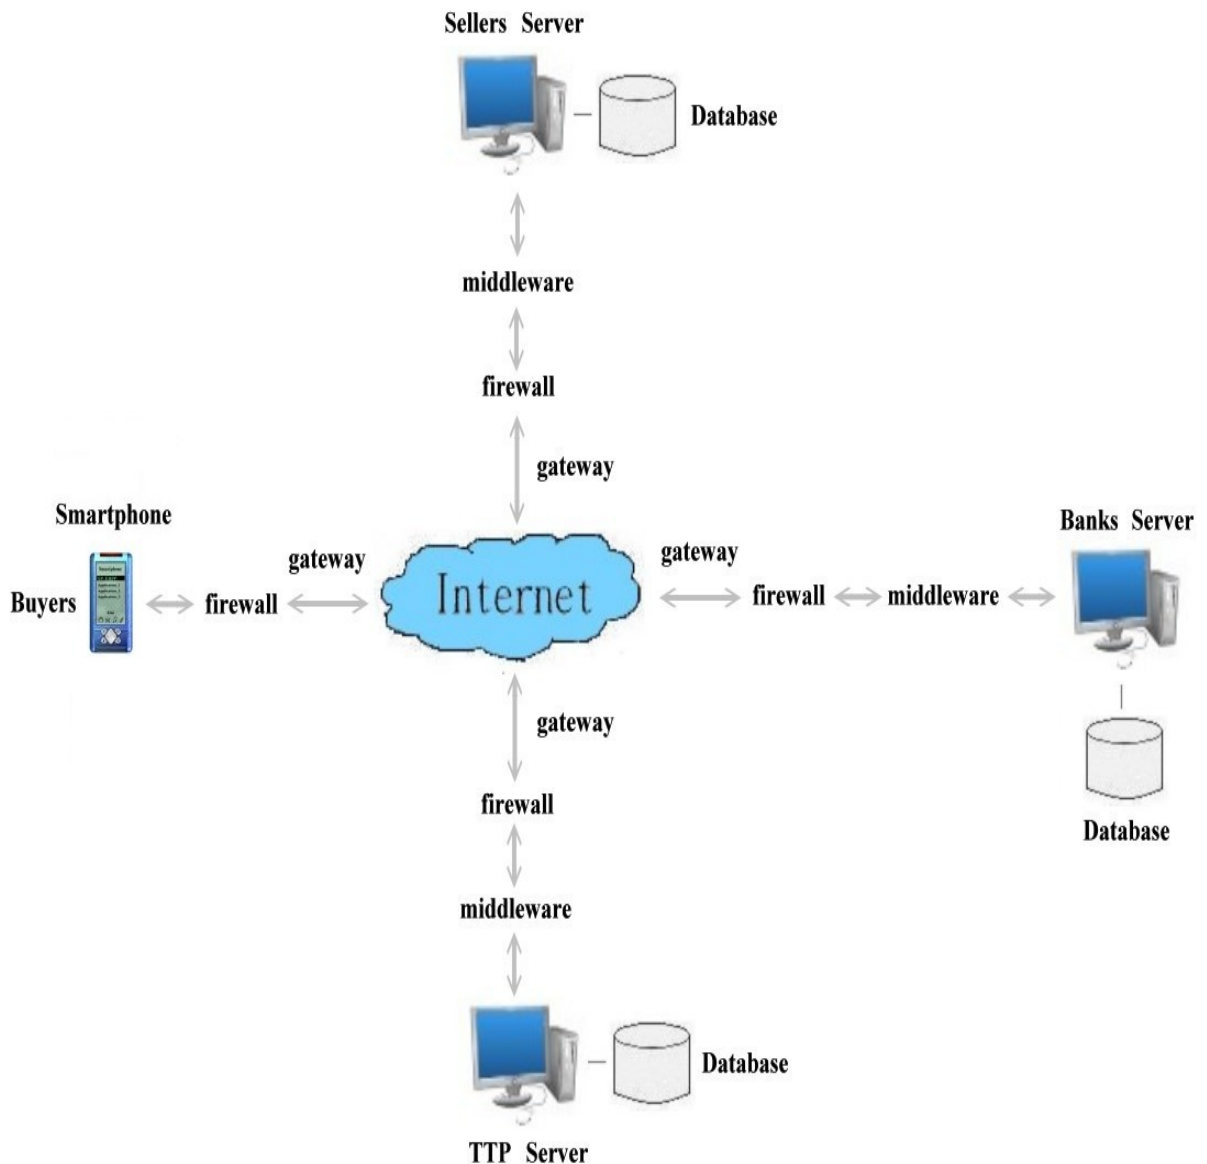 Sellers Server
Database
middleware
firewall
gateway
Smartphone
Buyers
firewall
gateway
Internet
gateway
firewall
middleware
Banks Server
Database
gateway
firewall
middleware
Database
TTP Server